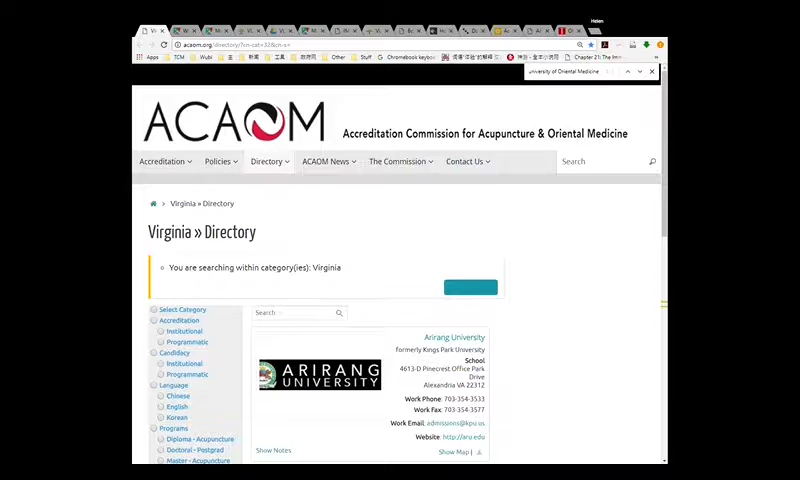 Helen
acaom.org/directory/?cn-cat=32&cn-s=
Apps TCM Wubi 工具 政府网 Other Stuff Chromebook keyboa Chapter 21: The Imm
university of Oriental Medicine
ACAOM Accreditation Commission for Acupuncture & Oriental Medicine
Accreditation Policies Directory ACAOM News The Commission Contact Us Search
Virginia » Directory
Virginia » Directory
You are searching within category(ies): Virginia
Select Category
Accreditation
Institutional
Programmatic
Candidacy
Institutional
Programmatic
Language
Chinese
English
Korean
Programs
Diploma - Acupuncture
Doctoral - Postgrad
Master - Acupuncture
Search
ARIRANG
UNIVERSITY
Arirang University
formerly Kings Park University
School
4613-D Pinecrest Office Park
Drive
Alexandria VA 22312
Work Phone: 703-354-3533
Work Fax: 703-354-3577
Work Email: admissions@kpu.us
Website: http://aru.edu
Show Notes Show Map |